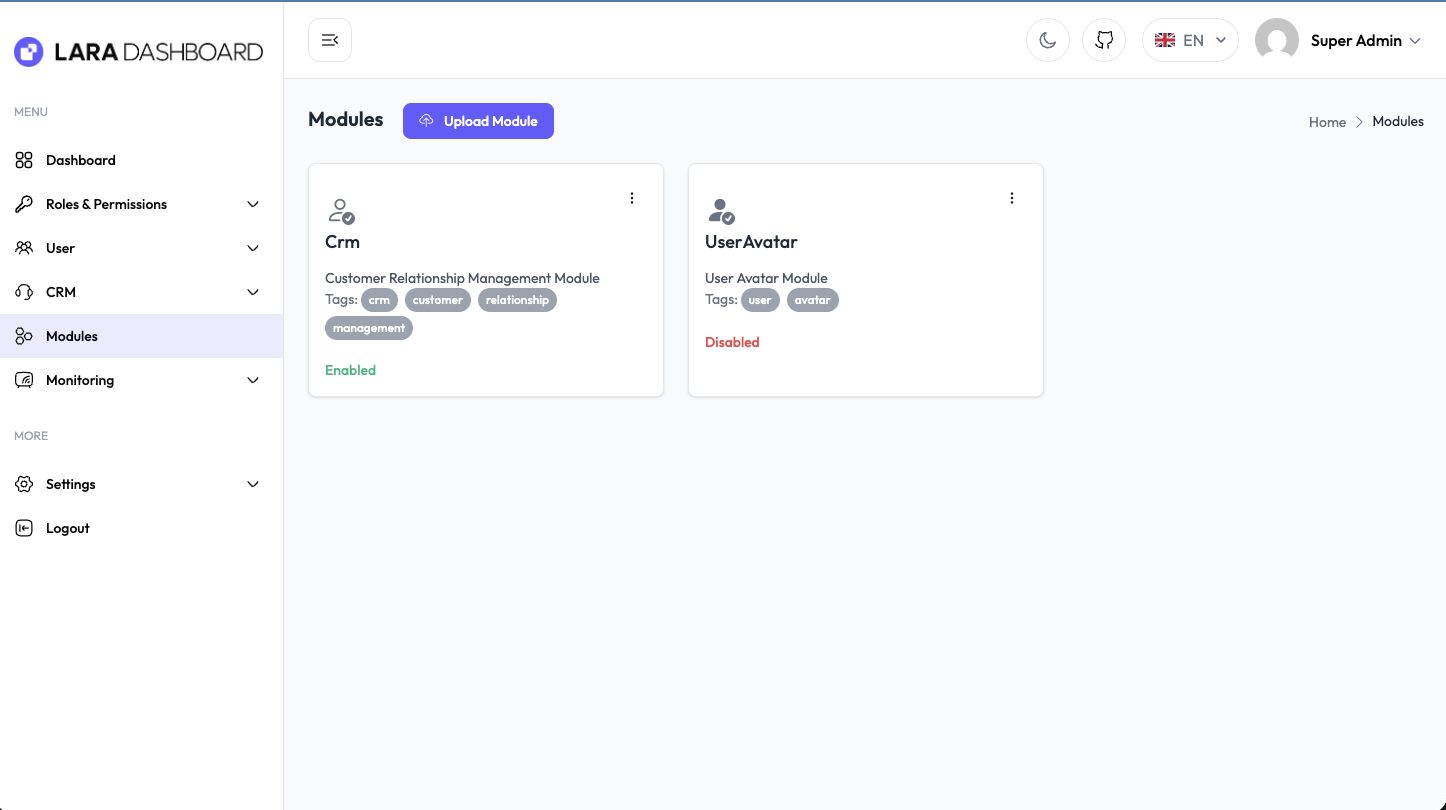 LARA DASHBOARD
EN
Super Admin
MENU
Dashboard
Roles & Permissions
User
CRM
Modules
Monitoring
MORE
Settings
Logout
Modules
Upload Module
Home > Modules
Crm
Customer Relationship Management Module
Tags: crm customer relationship
management
Enabled
UserAvatar
User Avatar Module
Tags: user avatar
Disabled